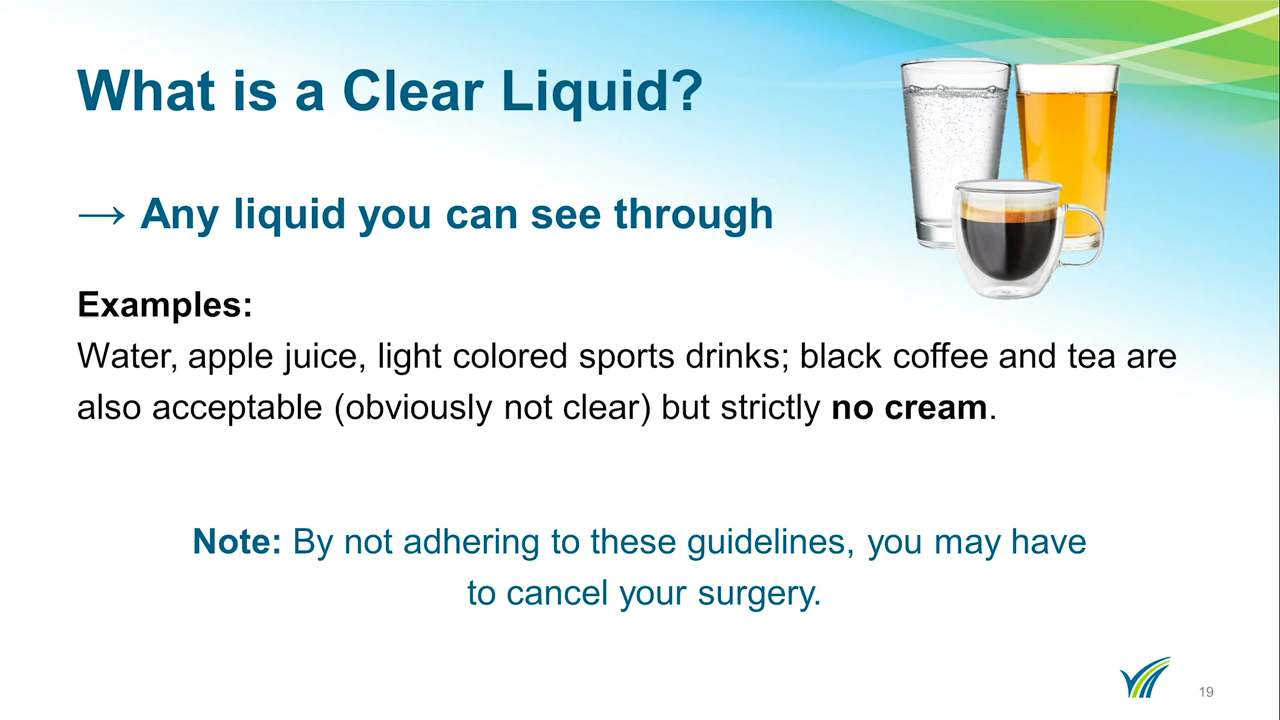 What is a Clear Liquid?
→ Any liquid you can see through
Examples:
Water, apple juice, light colored sports drinks; black coffee and tea are
also acceptable (obviously not clear) but strictly no cream.
Note: By not adhering to these guidelines, you may have
to cancel your surgery.
19